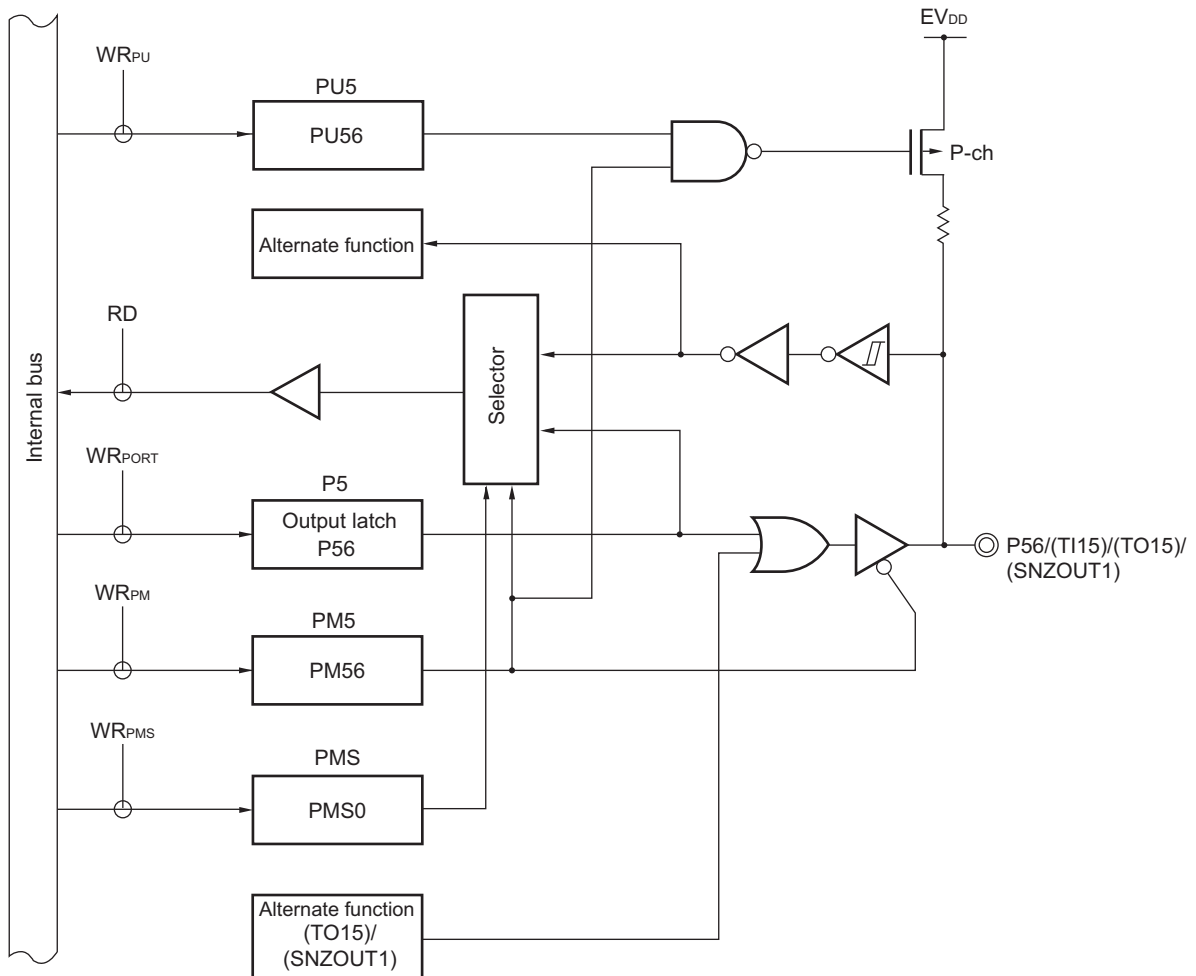 EVDD
WRPU
PU5
PU56
P-ch
Alternate function
RD
Selector
Internal bus
WRPORT
P5
Output latch
P56
P56/(TI15)/(TO15)/
(SNZOUT1)
WRPM
PM5
PM56
WRPMS
PMS
PMS0
Alternate function
(TO15)/
(SNZOUT1)